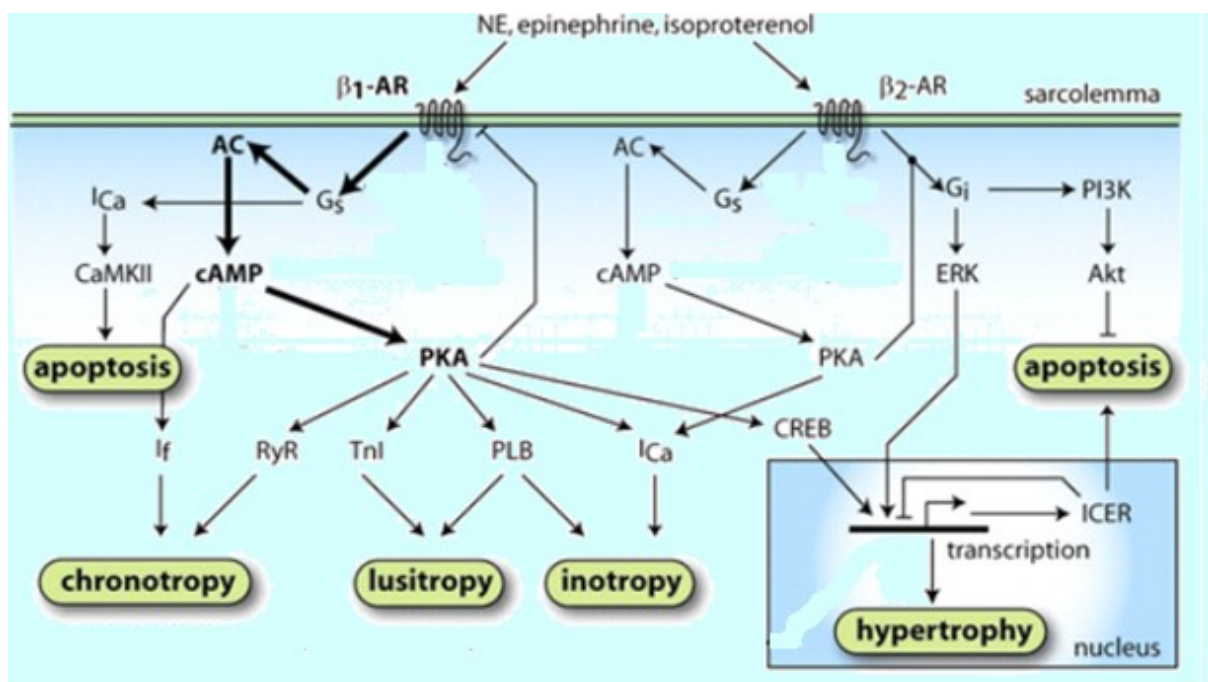 NE, epinephrine, isoproterenol
β1-AR
β2-AR
sarcolemma
AC
AC
ICa
Gs
Gs
Gi
PI3K
CaMKII
cAMP
cAMP
ERK
Akt
apoptosis
PKA
PKA
apoptosis
If
RyR
TnI
PLB
ICa
CREB
ICER
transcription
chronotropy
lusitropy
inotropy
hypertrophy
nucleus